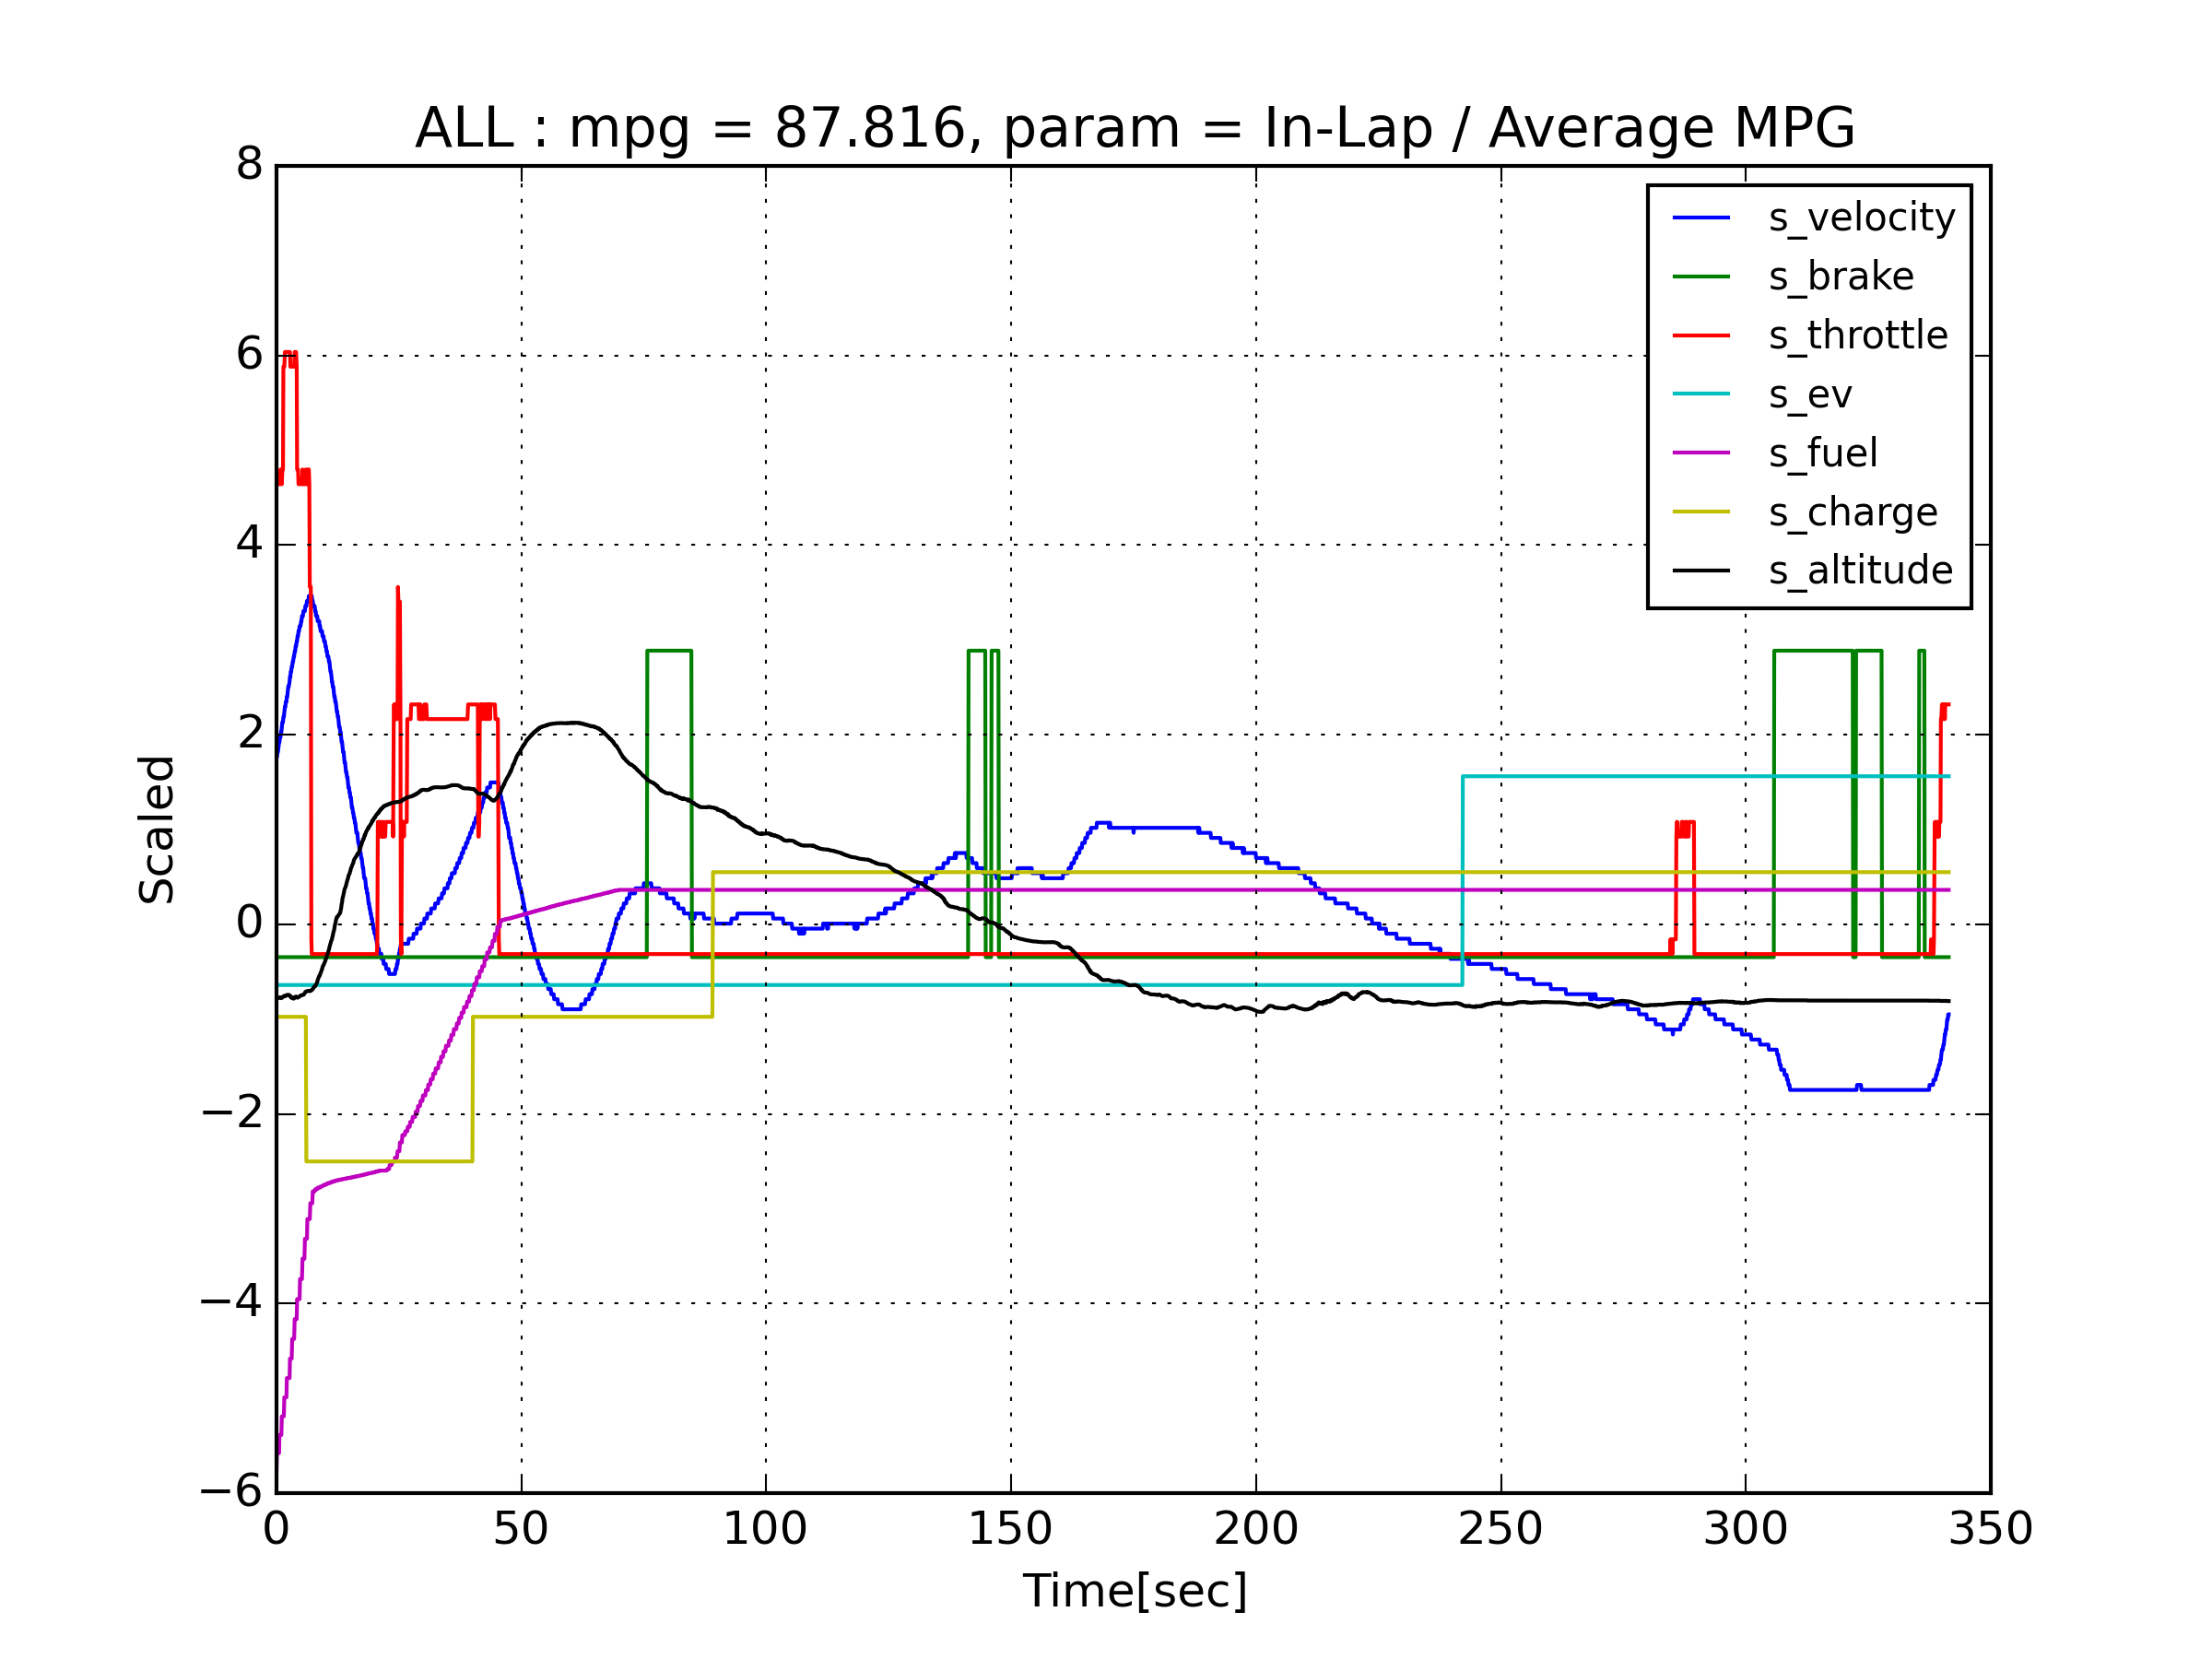 ALL : mpg = 87.816, param = In-Lap / Average MPG
8
6
4
2
0
−2
−4
−6
Scaled
s_velocity
s_brake
s_throttle
s_ev
s_fuel
s_charge
s_altitude
0 50 100 150 200 250 300 350
Time[sec]